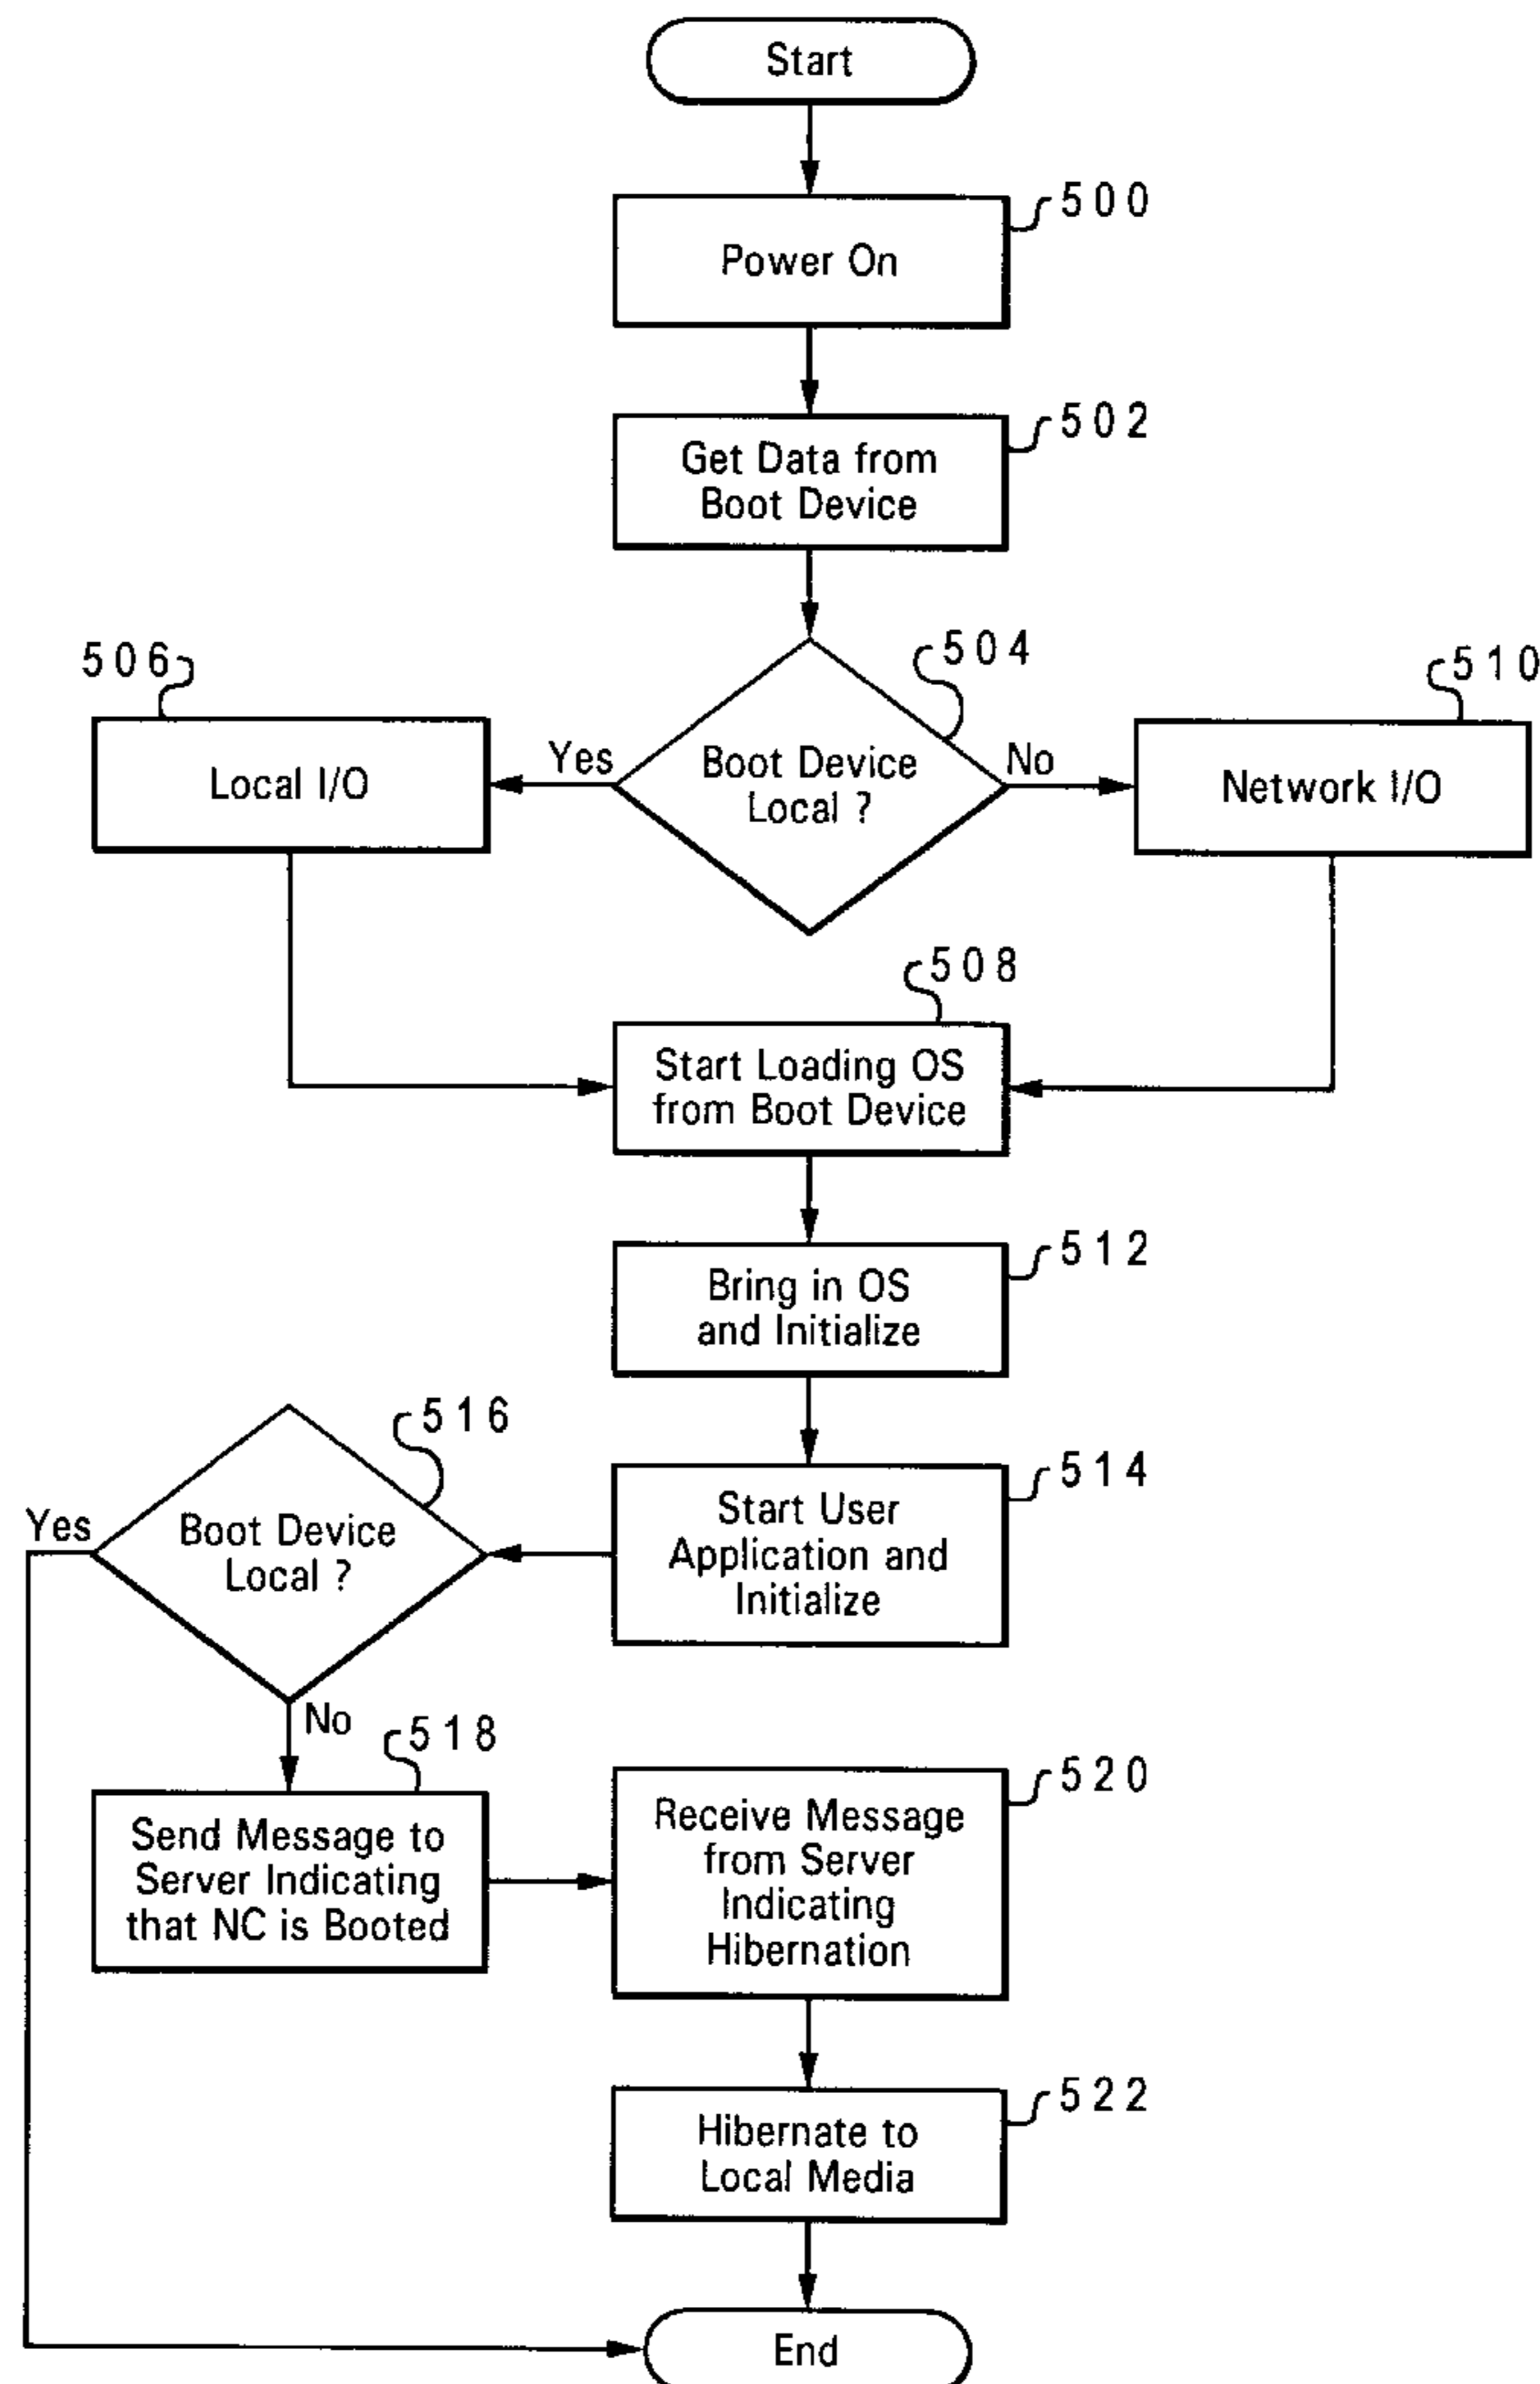 Start
500
Power On
502
Get Data from
Boot Device
504
506
510
Yes
Boot Device
Local ?
No
Local I/O
Network I/O
508
Start Loading OS
from Boot Device
512
Bring in OS
and Initialize
516
514
Yes
Boot Device
Local ?
Start User
Application and
Initialize
No
518
520
Send Message to
Server Indicating
that NC is Booted
Receive Message
from Server
Indicating
Hibernation
522
Hibernate to
Local Media
End